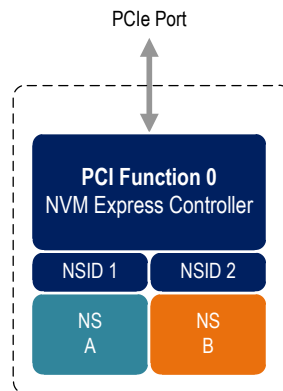 PCIe Port
PCI Function 0
NVM Express Controller
NSID 1
NSID 2
NS
A
NS
B